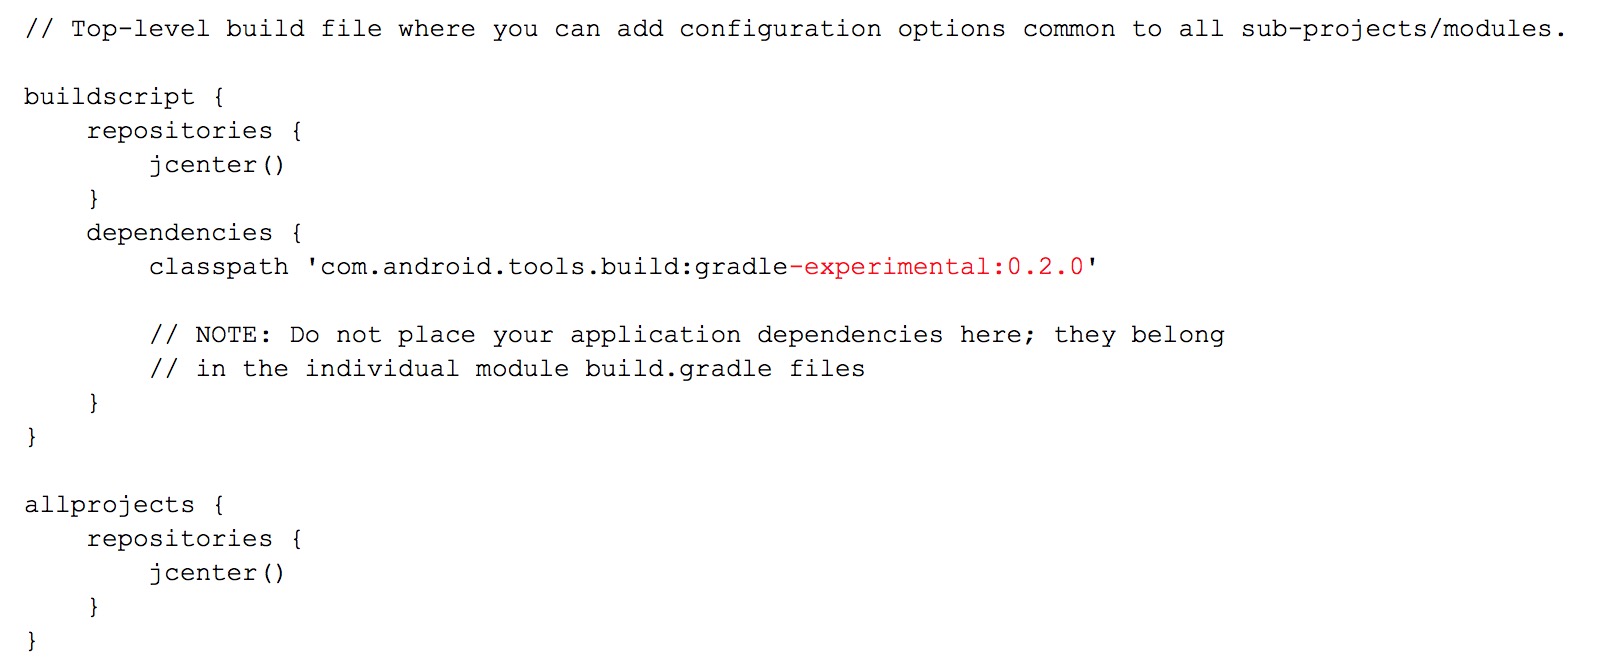 // Top-level build file where you can add configuration options common to all sub-projects/modules.

buildscript {
    repositories {
        jcenter()
    }
    dependencies {
        classpath 'com.android.tools.build:gradle-experimental:0.2.0'

        // NOTE: Do not place your application dependencies here; they belong
        // in the individual module build.gradle files
    }
}

allprojects {
    repositories {
        jcenter()
    }
}